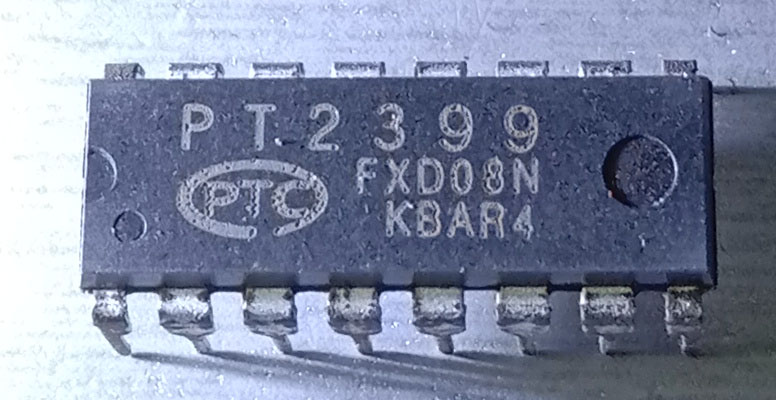 PT2399
PTC
FXD08N
KBAR4